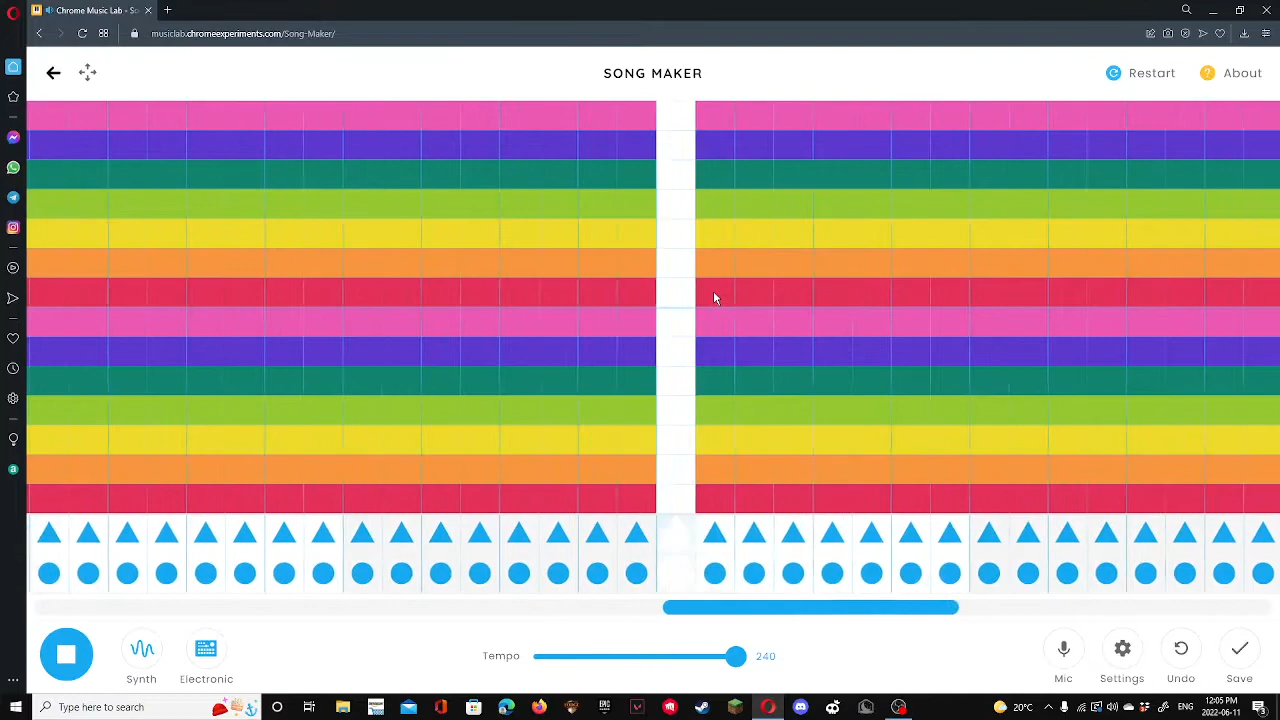 Chrome Music Lab - So
musiclab.chromeexperiments.com/Song-Maker/
SONG MAKER
Restart
About
Tempo
240
Synth
Electronic
Mic
Settings
Undo
Save
Type here to search
20°C
12:05 PM
2022-06-11